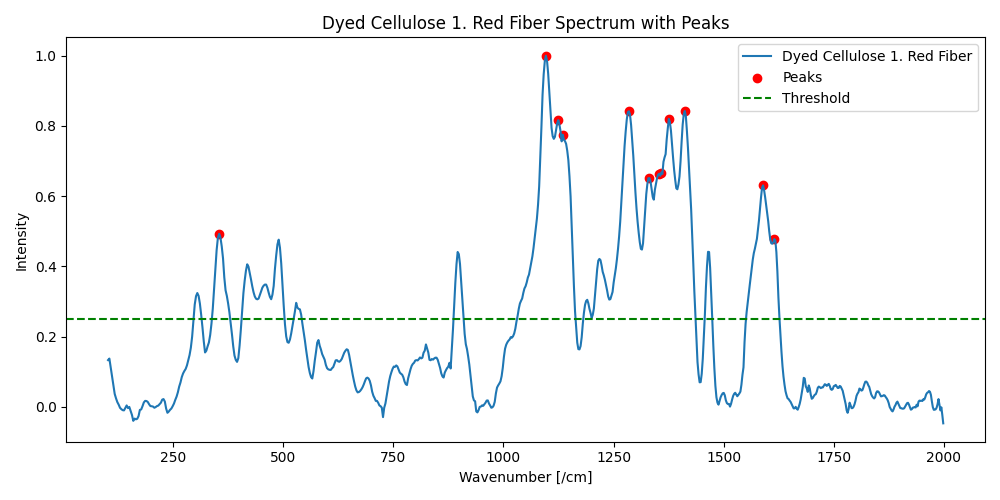 Dyed Cellulose 1. Red Fiber Spectrum with Peaks
Dyed Cellulose 1. Red Fiber
Peaks
Threshold
Intensity
1.0
0.8
0.6
0.4
0.2
0.0
250 500 750 1000 1250 1500 1750 2000
Wavenumber [/cm]